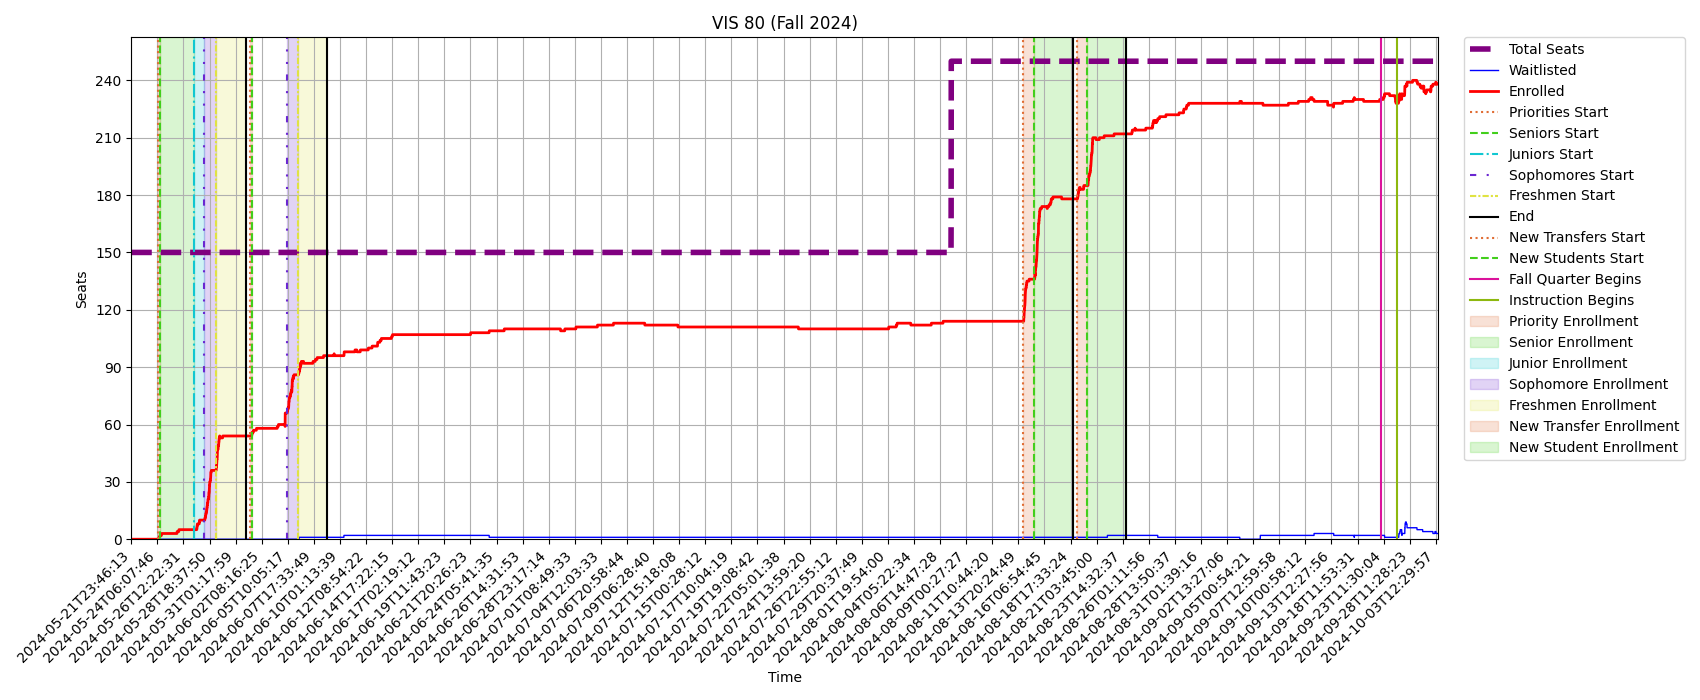 VIS 80 (Fall 2024)
Seats
240
210
180
150
120
90
60
30
0
2024-05-21T23:46:13
2024-05-24T06:07:46
2024-05-26T12:22:31
2024-05-28T18:37:50
2024-05-31T01:17:59
2024-06-02T08:16:25
2024-06-05T10:05:17
2024-06-07T17:33:49
2024-06-10T01:13:39
2024-06-12T08:54:22
2024-06-14T17:22:15
2024-06-17T02:19:12
2024-06-19T11:43:23
2024-06-21T20:26:23
2024-06-24T05:41:35
2024-06-26T14:31:53
2024-06-28T23:17:14
2024-07-01T08:49:33
2024-07-04T12:03:33
2024-07-06T20:58:44
2024-07-09T06:28:40
2024-07-12T15:18:08
2024-07-15T00:28:12
2024-07-17T10:04:19
2024-07-19T19:08:42
2024-07-22T05:01:38
2024-07-24T13:59:20
2024-07-26T22:55:12
2024-07-29T20:37:49
2024-08-01T19:54:00
2024-08-04T05:22:34
2024-08-06T14:47:28
2024-08-09T00:27:27
2024-08-11T10:44:20
2024-08-13T20:24:49
2024-08-16T06:54:45
2024-08-18T17:33:24
2024-08-21T03:45:00
2024-08-23T14:32:37
2024-08-26T01:11:56
2024-08-28T13:50:37
2024-08-31T01:39:16
2024-09-02T13:27:06
2024-09-05T00:54:21
2024-09-07T12:59:58
2024-09-10T00:58:12
2024-09-13T12:27:56
2024-09-18T11:53:31
2024-09-23T11:30:04
2024-09-28T11:28:23
2024-10-03T12:29:57
Time
Total Seats
Waitlisted
Enrolled
Priorities Start
Seniors Start
Juniors Start
Sophomores Start
Freshmen Start
End
New Transfers Start
New Students Start
Fall Quarter Begins
Instruction Begins
Priority Enrollment
Senior Enrollment
Junior Enrollment
Sophomore Enrollment
Freshmen Enrollment
New Transfer Enrollment
New Student Enrollment